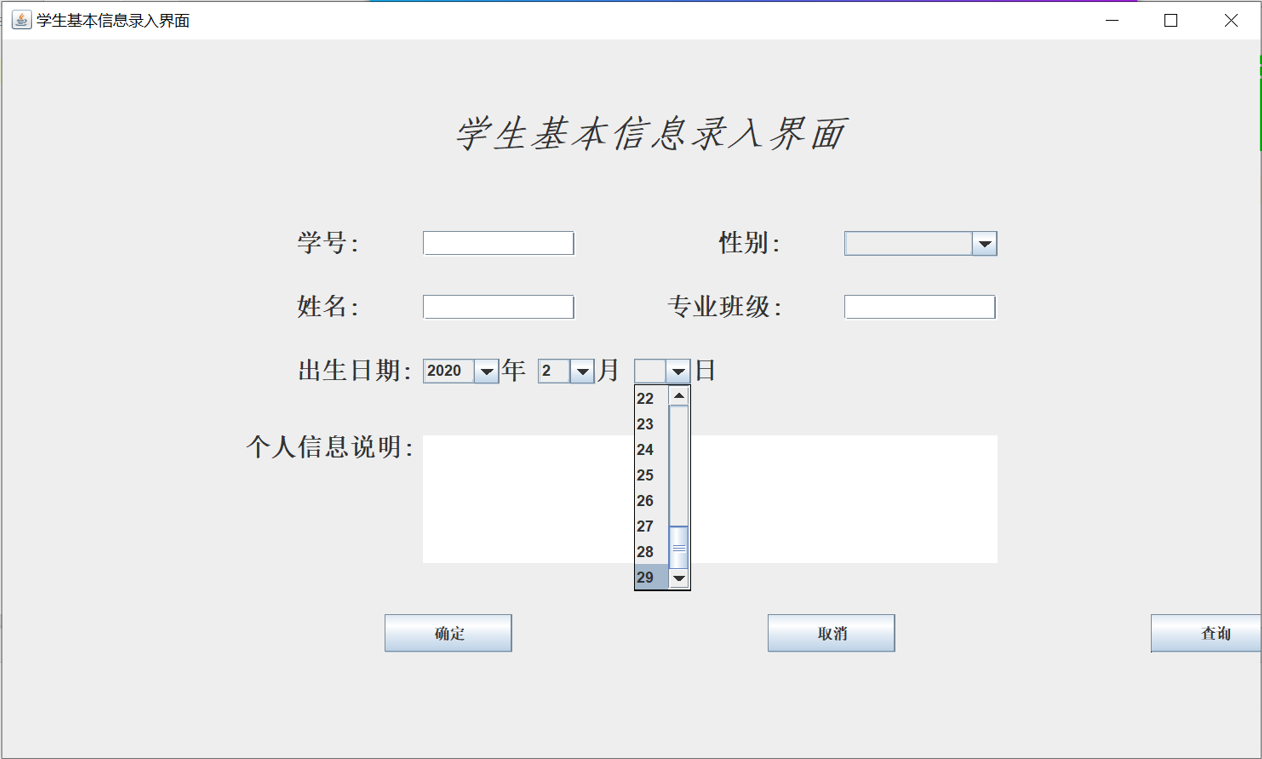 学生基本信息录入界面
学生基本信息录入界面
学号: 性别:
姓名: 专业班级:
出生日期: 2020 年 2 月 日
22
23
24
25
26
27
28
29
个人信息说明:
确定 取消 查询